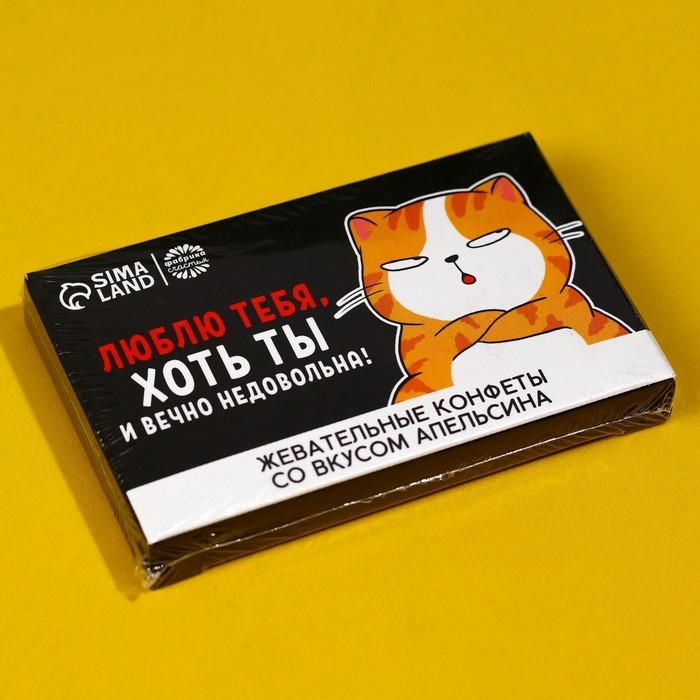 SIMA
LAND
фабрика
счастья
ЛЮБЛЮ ТЕБЯ,
ХОТЬ ТЫ
И ВЕЧНО НЕДОВОЛЬНА!
ЖЕВАТЕЛЬНЫЕ КОНФЕТЫ
СО ВКУСОМ АПЕЛЬСИНА